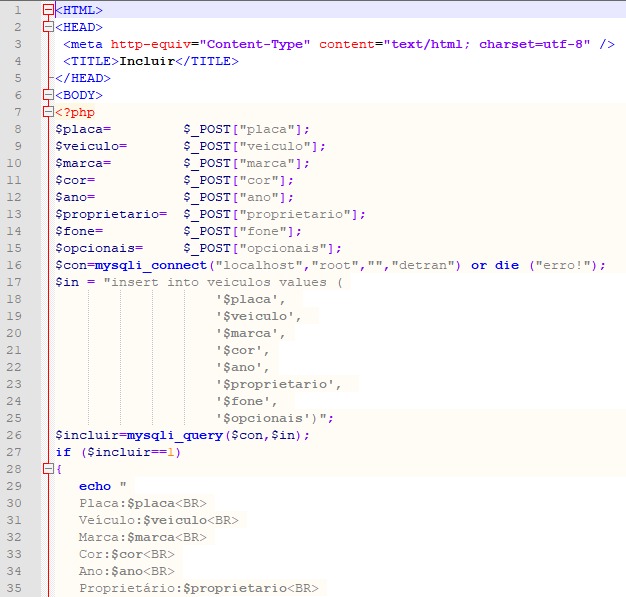 1 <HTML>
2 <HEAD>
3 <meta http-equiv="Content-Type" content="text/html; charset=utf-8" />
4 <TITLE>Incluir</TITLE>
5 </HEAD>
6 <BODY>
7 <?php
8 $placa= $_POST["placa"];
9 $veiculo= $_POST["veiculo"];
10 $marca= $_POST["marca"];
11 $cor= $_POST["cor"];
12 $ano= $_POST["ano"];
13 $proprietario= $_POST["proprietario"];
14 $fone= $_POST["fone"];
15 $opcionais= $_POST["opcionais"];
16 $con=mysqli_connect("localhost","root","","detran") or die ("erro!");
17 $in = "insert into veiculos values (
18 '$placa',
19 '$veiculo',
20 '$marca',
21 '$cor',
22 '$ano',
23 '$proprietario',
24 '$fone',
25 '$opcionais')";
26 $incluir=mysqli_query($con,$in);
27 if ($incluir==1)
28 {
29 echo "
30 Placa:$placa<BR>
31 Veículo:$veiculo<BR>
32 Marca:$marca<BR>
33 Cor:$cor<BR>
34 Ano:$ano<BR>
35 Proprietário:$proprietario<BR>